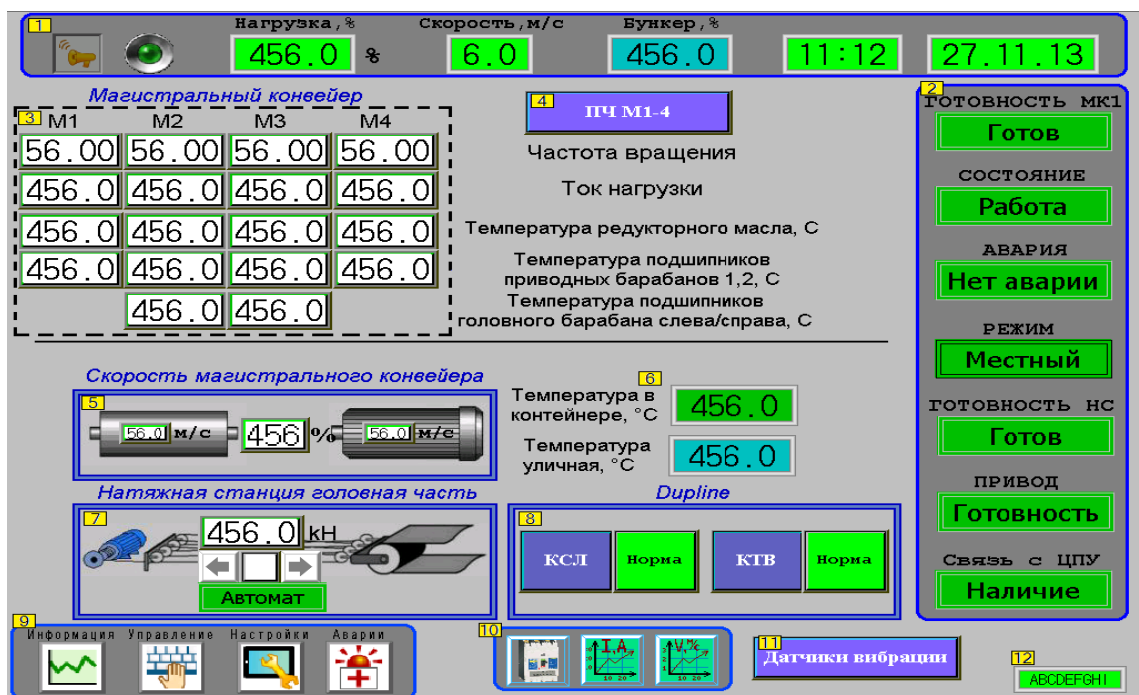 1
Нагрузка,%
Скорость,м/с
Бункер,%
456.0 %
6.0
456.0
11:12
27.11.13
Магистральный конвейер
3 М1 М2 М3 М4
56.00 56.00 56.00 56.00
456.0 456.0 456.0 456.0
456.0 456.0 456.0 456.0
456.0 456.0 456.0 456.0
456.0 456.0
4
ПЧ М1-4
Частота вращения
Ток нагрузки
Температура редукторного масла, С
Температура подшипников
приводных барабанов 1,2, С
Температура подшипников
головного барабана слева/справа, С
2
ГОТОВНОСТЬ МК1
Готов
СОСТОЯНИЕ
Работа
АВАРИЯ
Нет аварии
РЕЖИМ
Местный
ГОТОВНОСТЬ НС
Готов
ПРИВОД
Готовность
Связь с ЦПУ
Наличие
Скорость магистрального конвейера
5
56.0 м/с
456 %
56.0 м/с
6
Температура в
контейнере, °С
456.0
Температура
уличная, °С
456.0
Натяжная станция головная часть
7
456.0 kH
Автомат
Dupline
8
КСЛ
Норма
КТВ
Норма
9
Информация Управление Настройки Аварии
10
I,A
10 20
V,м/с
10 20
11
Датчики вибрации
12
ABCDEFGHI